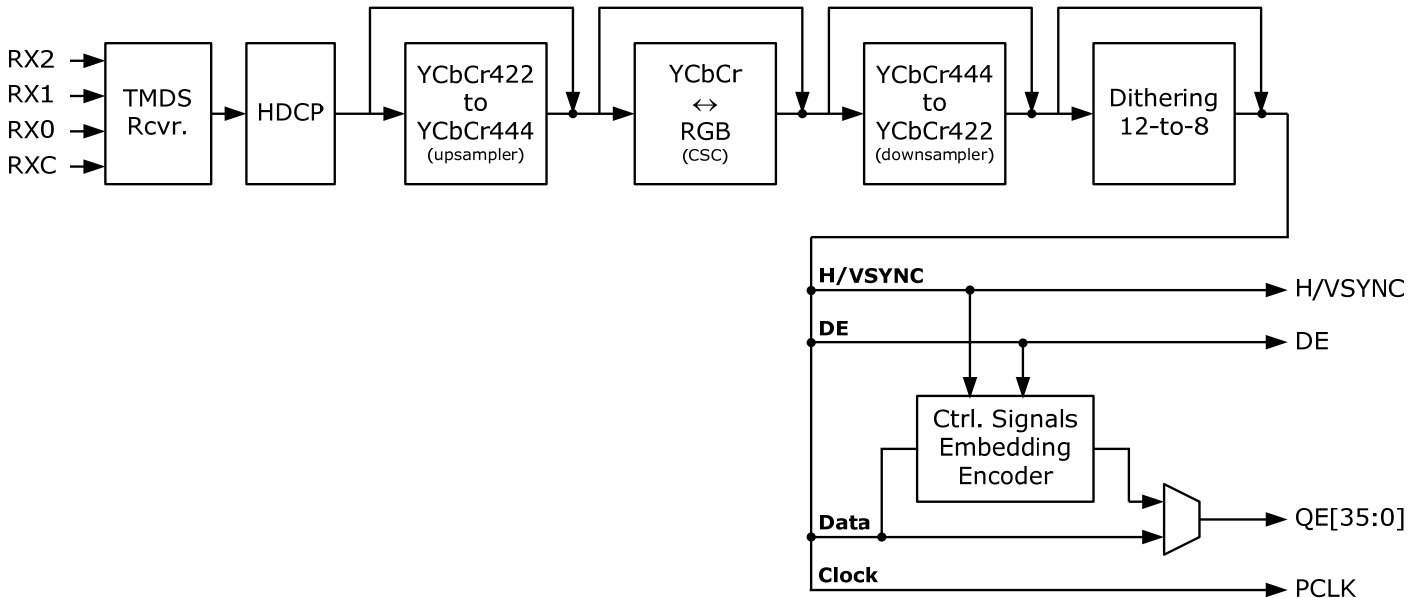 RX2
RX1
RX0
RXC
TMDS
Rcvr.
HDCP
YCbCr422
to
YCbCr444
(upsampler)
YCbCr
↔
RGB
(CSC)
YCbCr444
to
YCbCr422
(downsampler)
Dithering
12-to-8
H/VSYNC
H/VSYNC
DE
DE
Ctrl. Signals
Embedding
Encoder
Data
QE[35:0]
Clock
PCLK